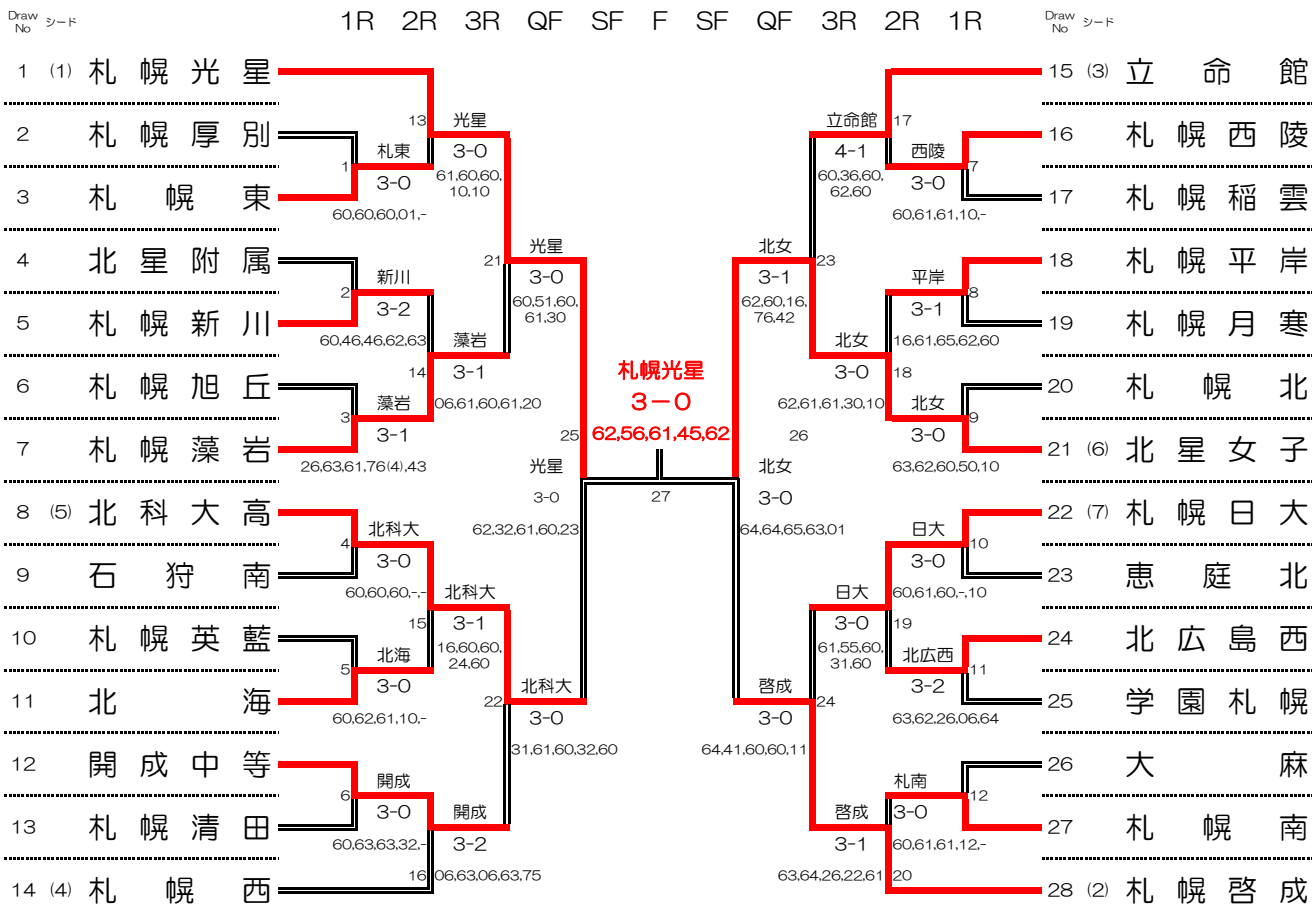 Draw No シード 1R 2R 3R QF SF F SF QF 3R 2R 1R Draw No シード
1 (1) 札幌光星
2 札幌厚別
3 札幌東
4 北星附属
5 札幌新川
6 札幌旭丘
7 札幌藻岩
8 (5) 北科大高
9 石狩南
10 札幌英藍
11 北海
12 開成中等
13 札幌清田
14 (4) 札幌西
1
札東
3-0
60,60,60,01,-
2
新川
3-2
60,46,46,62,63
3
藻岩
3-1
26,63,61,76(4),43
4
北科大
3-0
60,60,60,-,-
5
北海
3-0
60,62,61,10,-
6
開成
3-0
60,63,63,32,-
13
光星
3-0
61,60,60,
10,10
14
藻岩
3-1
06,61,60,61,20
15
北科大
3-1
16,60,60,
24,60
16
開成
3-2
06,63,06,63,75
21
光星
3-0
60,51,60,
61,30
22
北科大
3-0
31,61,60,32,60
25
光星
3-0
62,32,61,60,23
札幌光星
3-0
62,56,61,45,62
27
26
北女
3-0
64,64,65,63,01
北女
23
3-1
62,60,16,
76,42
啓成
24
3-0
64,41,60,60,11
立命館
17
4-1
60,36,60,
62,60
北女
3-0
18
62,61,61,30,10
日大
3-0
19
61,55,60,
31,60
啓成
3-1
63,64,26,22,61
20
西陵
7
3-0
60,61,61,10,-
平岸
8
3-1
16,61,65,62,60
北女
9
3-0
63,62,60,50,10
日大
10
3-0
60,61,60,-,10
北広西
11
3-2
63,62,26,06,64
札南
12
3-0
60,61,61,12,-
15 (3) 立命館
16 札幌西陵
17 札幌稲雲
18 札幌平岸
19 札幌月寒
20 札幌北
21 (6) 北星女子
22 (7) 札幌日大
23 恵庭北
24 北広島西
25 学園札幌
26 大麻
27 札幌南
28 (2) 札幌啓成